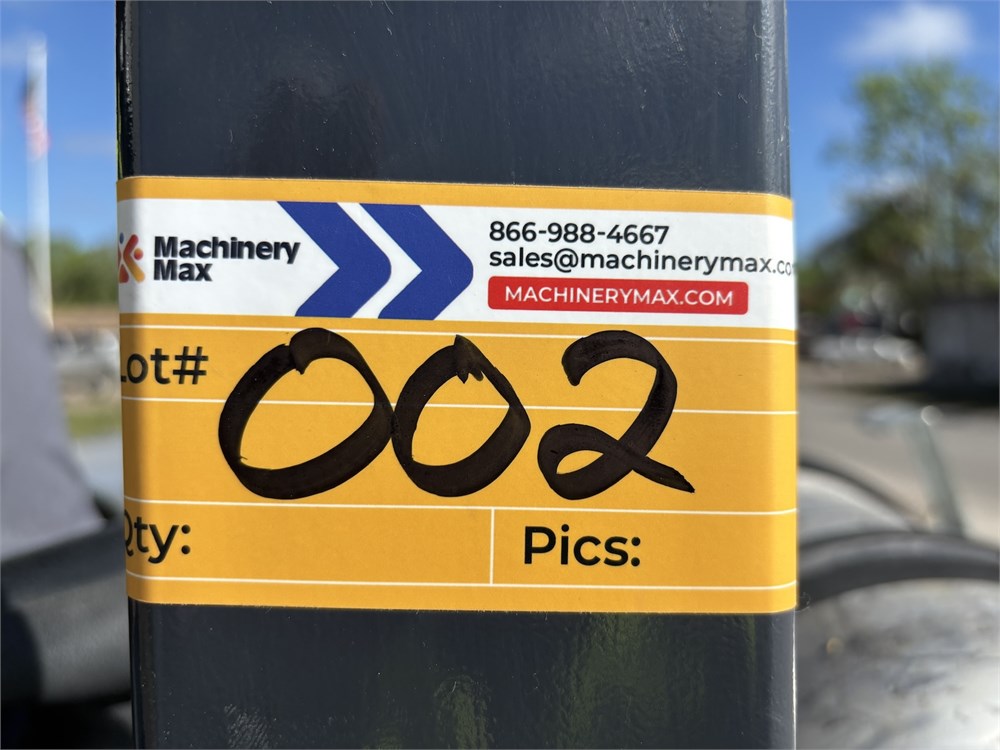 Machinery
Max
866-988-4667
sales@machinerymax.co
MACHINERYMAX.COM
Lot# 002
Qty:
Pics: